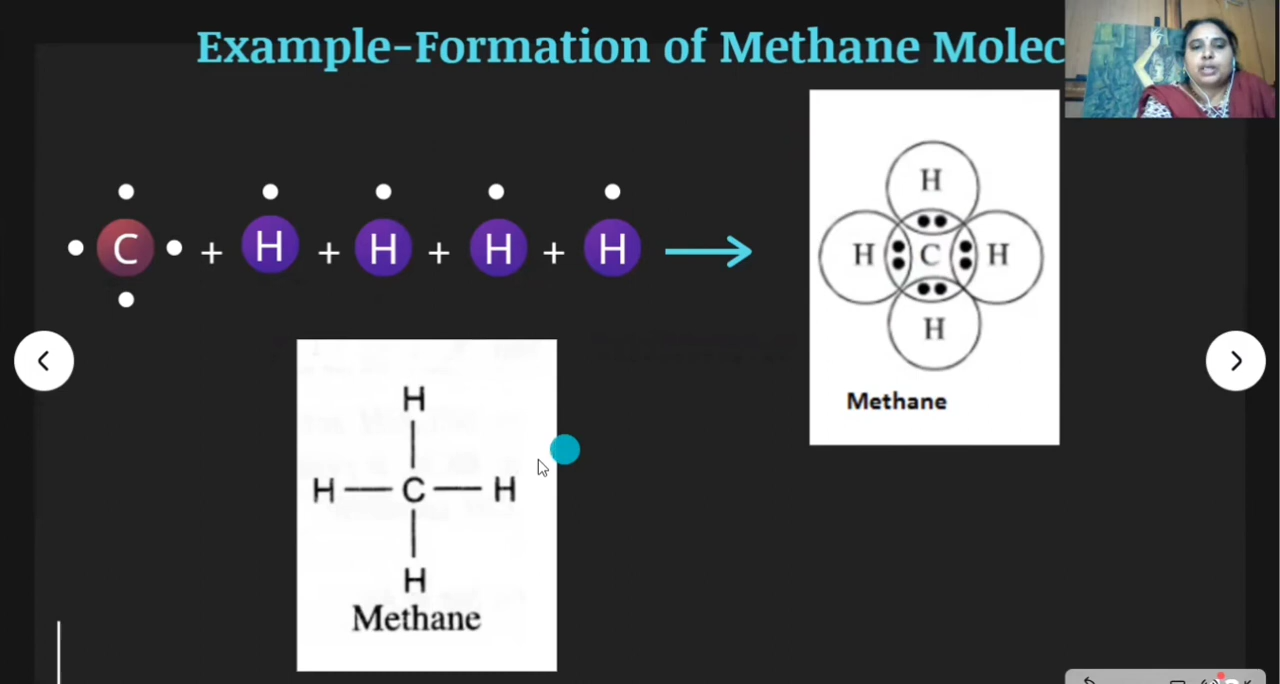 Example-Formation of Methane Molec
C + H + H + H + H
H
H C H
H
Methane
H
H — C — H
H
Methane